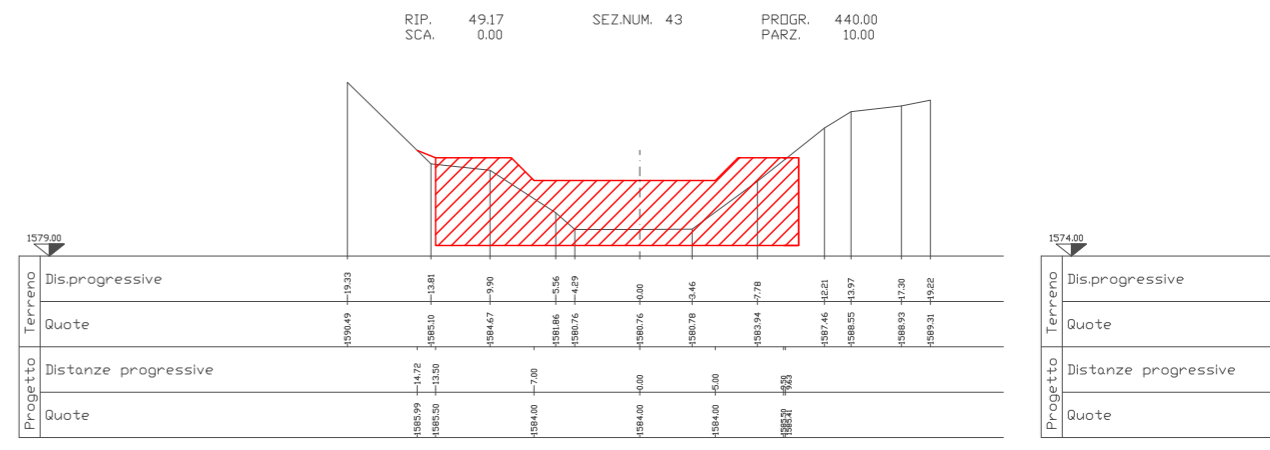 RIP. 49.17 SEZ.NUM. 43 PROGR. 440.00
SCA. 0.00 PARZ. 10.00
1579.00
Terreno
Dis.progressive
19.33 13.81 9.90 5.56 4.29 0.00 3.46 7.78 12.21 13.97 17.30 19.22
Quote
1590.49 1585.10 1584.67 1581.86 1580.76 1580.76 1580.78 1583.94 1587.46 1588.55 1588.93 1589.31
Progetto
Distanze progressive
14.72 13.50 7.00 0.00 5.00 9.63
Quote
1585.99 1585.50 1584.00 1584.00 1584.00
1574.00
Terreno
Dis.progressive
Quote
Progetto
Distanze progressive
Quote